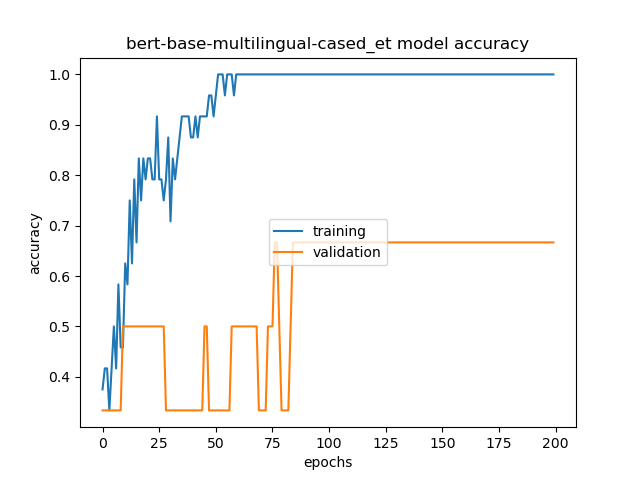 bert-base-multilingual-cased_et model accuracy
1.0
0.9
0.8
0.7
0.6
0.5
0.4
accuracy
training
validation
0 25 50 75 100 125 150 175 200
epochs